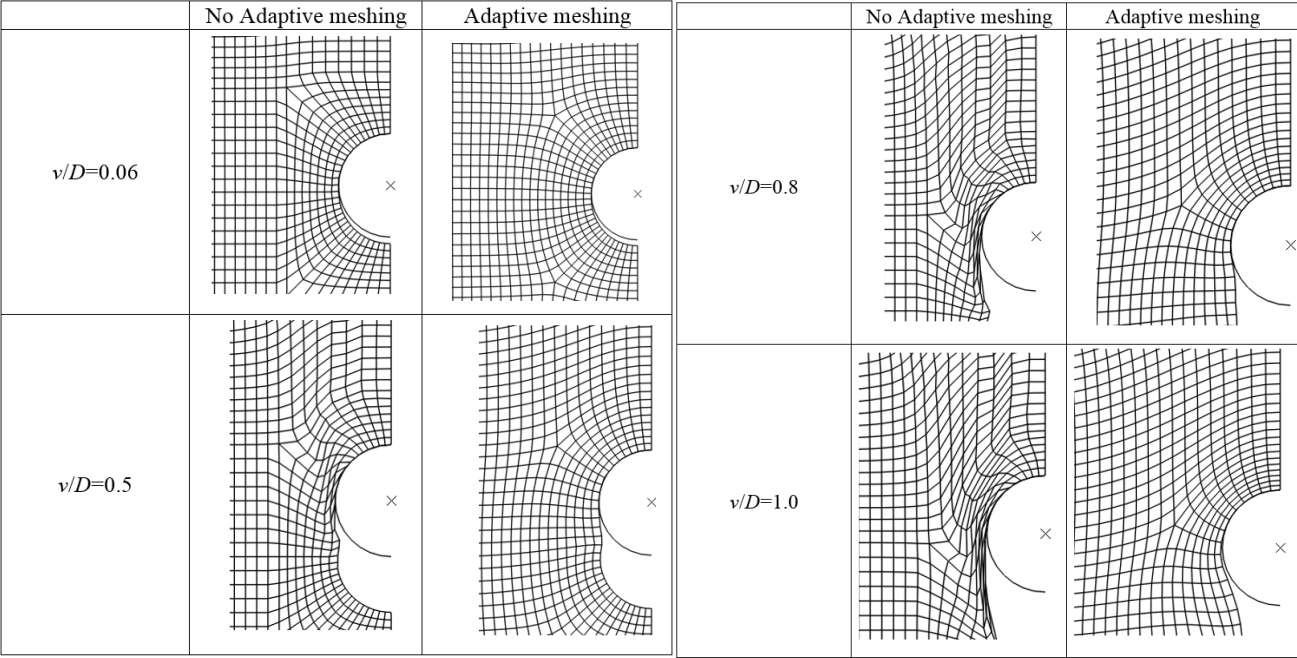 No Adaptive meshing
Adaptive meshing
v/D=0.06
v/D=0.5
No Adaptive meshing
Adaptive meshing
v/D=0.8
v/D=1.0